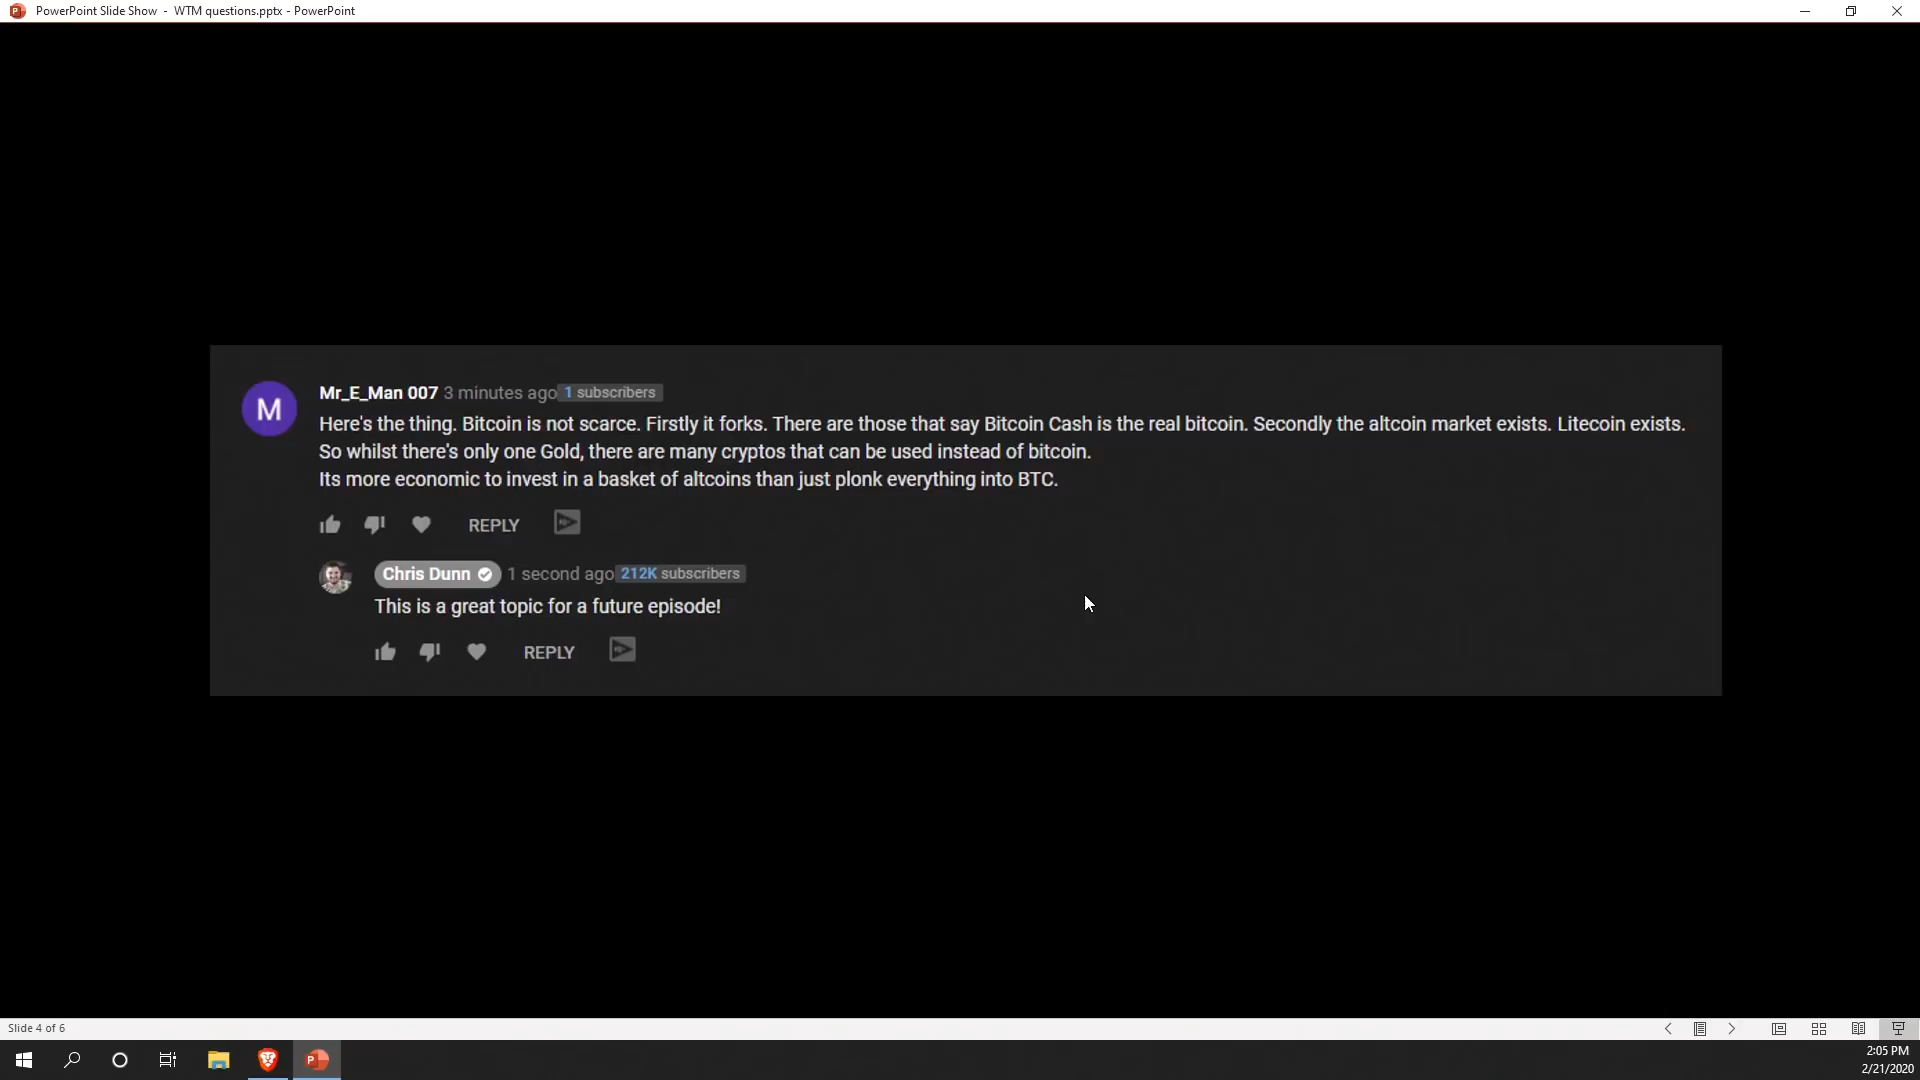 PowerPoint Slide Show - WTM questions.pptx - PowerPoint
M
Mr_E_Man 007 3 minutes ago 1 subscribers
Here's the thing. Bitcoin is not scarce. Firstly it forks. There are those that say Bitcoin Cash is the real bitcoin. Secondly the altcoin market exists. Litecoin exists.
So whilst there's only one Gold, there are many cryptos that can be used instead of bitcoin.
Its more economic to invest in a basket of altcoins than just plonk everything into BTC.
REPLY
Chris Dunn 1 second ago 212K subscribers
This is a great topic for a future episode!
REPLY
Slide 4 of 6
2:05 PM
2/21/2020